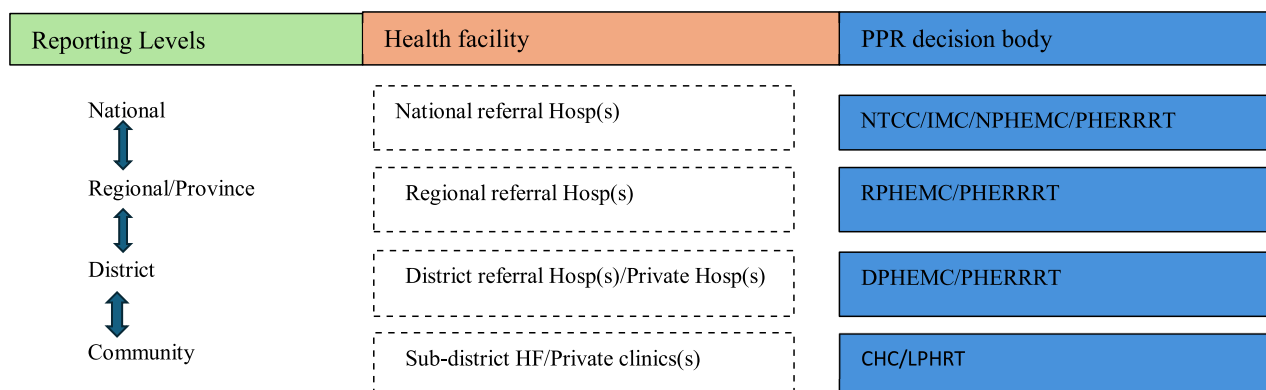 Reporting Levels
Health facility
PPR decision body
National
National referral Hosp(s)
NTCC/IMC/NPHEMC/PHERRRT
Regional/Province
Regional referral Hosp(s)
RPHEMC/PHERRRT
District
District referral Hosp(s)/Private Hosp(s)
DPHEMC/PHERRRT
Community
Sub-district HF/Private clinics(s)
CHC/LPHRT